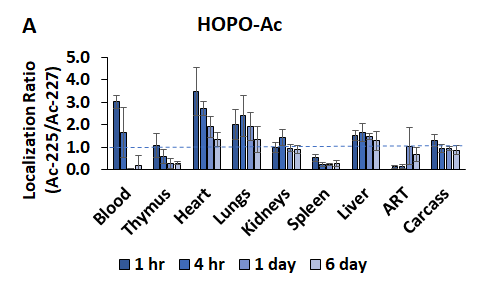 A
HOPO-Ac
Localization Ratio
(Ac-225/Ac-227)
5.0
4.0
3.0
2.0
1.0
0.0
Blood
Thymus
Heart
Lungs
Kidneys
Spleen
Liver
ART
Carcass
1 hr 4 hr 1 day 6 day